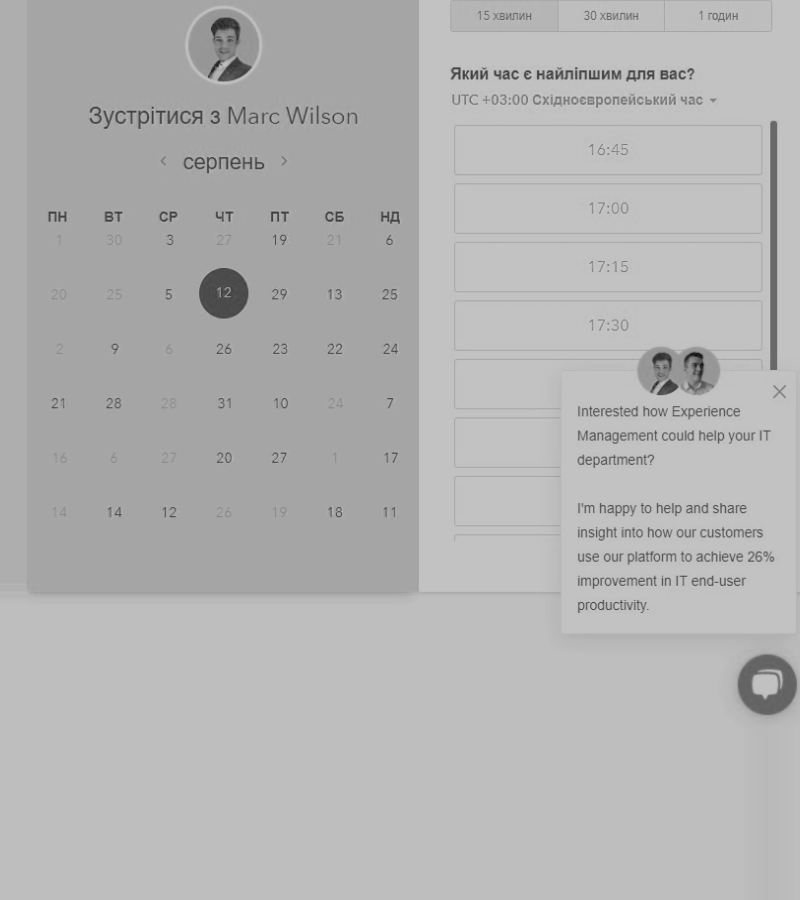 Зустрітися з Marc Wilson
серпень
ПН ВТ СР ЧТ ПТ СБ НД
1 30 3 27 19 21 6
20 25 5 12 29 13 25
2 9 6 26 23 22 24
21 28 28 31 10 24 7
16 6 27 20 27 1 17
14 14 12 26 19 18 11
15 хвилин 30 хвилин 1 годин
Який час є найліпшим для вас?
UTC +03:00 Східноєвропейський час
16:45
17:00
17:15
17:30
Interested how Experience
Management could help your IT
department?
I'm happy to help and share
insight into how our customers
use our platform to achieve 26%
improvement in IT end-user
productivity.